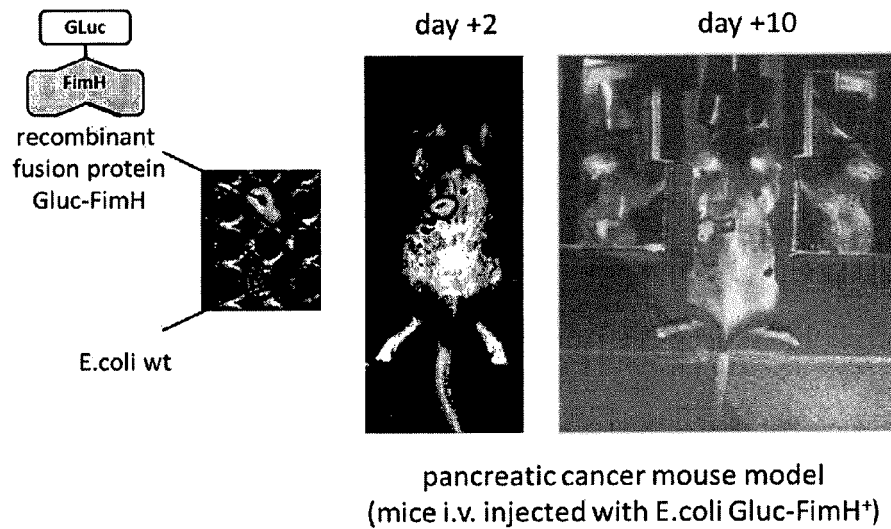 GLuc
FimH
recombinant
fusion protein
Gluc-FimH
E.coli wt
day +2
day +10
pancreatic cancer mouse model
(mice i.v. injected with E.coli Gluc-FimH⁺)